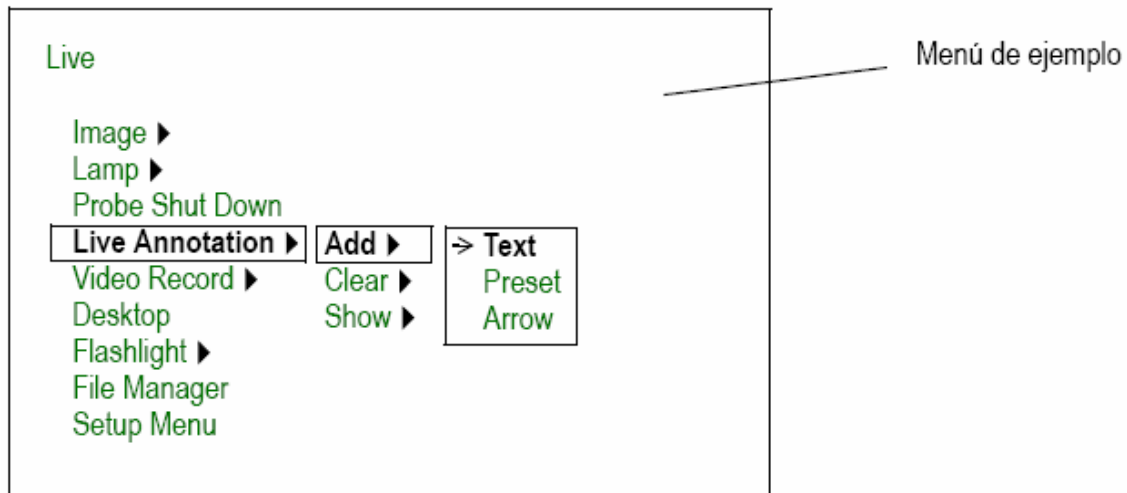 Live
Menú de ejemplo
Image
Lamp
Probe Shut Down
Live Annotation Add Text
Video Record Clear Preset
Desktop Show Arrow
Flashlight
File Manager
Setup Menu